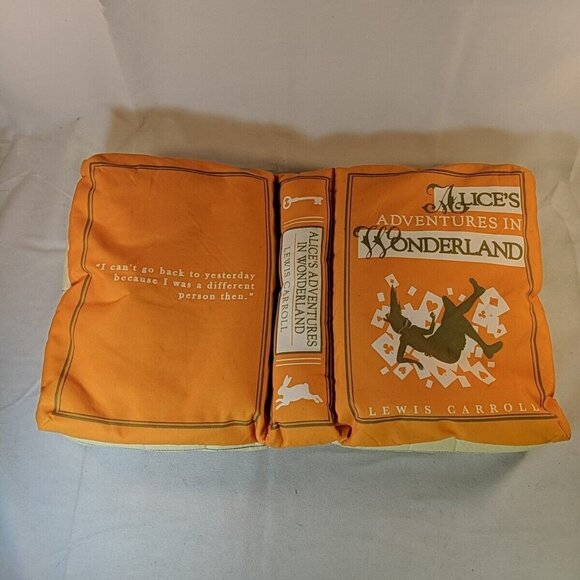 "I can't go back to yesterday
because I was a different
person then."
ALICE'S ADVENTURES
IN WONDERLAND
LEWIS CARROLL
ALICE'S
ADVENTURES IN
WONDERLAND
LEWIS CARROLL